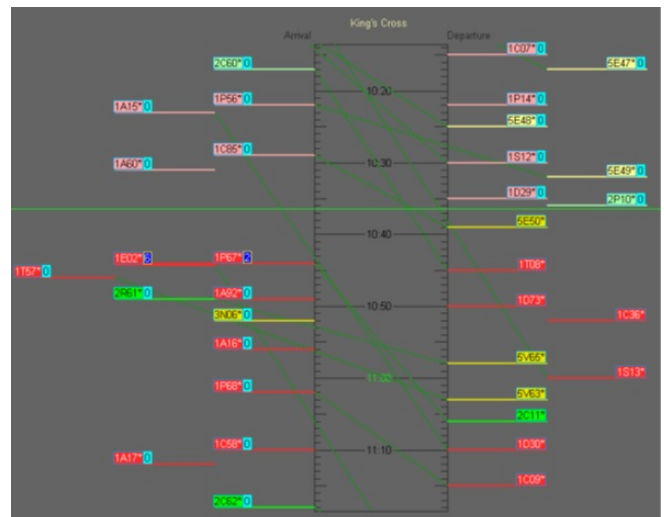 King's Cross
Arrival Departure
1C07* 0
2C60* 0 5E47* 0
10:20
1P56* 0 1P14* 0
1A15* 0
5E48* 0
1C85* 0
1A60* 0 10:30 1S12* 0
5E49* 0
1D29* 0 2P10* 0
5E50*
10:40
1E02* 6 1P67* 2
1T57* 0 1T08*
2R61* 0 1A92* 0
10:50 1D73*
3N06* 0 1C36*
1A16* 0
5V65*
11:00 1S13*
1P68* 0 5V63*
2C11*
1C58* 0 11:10 1D30*
1A17* 0
1C09*
2C62* 0